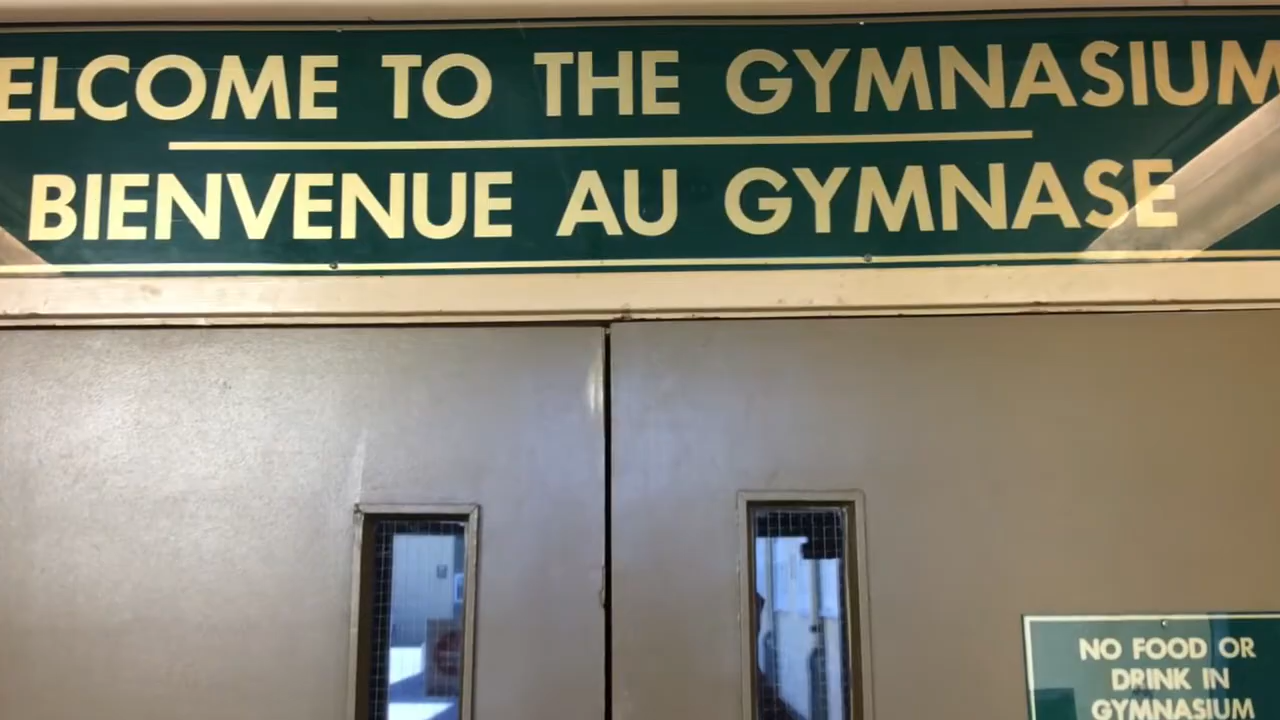 ELCOME TO THE GYMNASIUM
BIENVENUE AU GYMNASE
NO FOOD OR
DRINK IN
GYMNASIUM